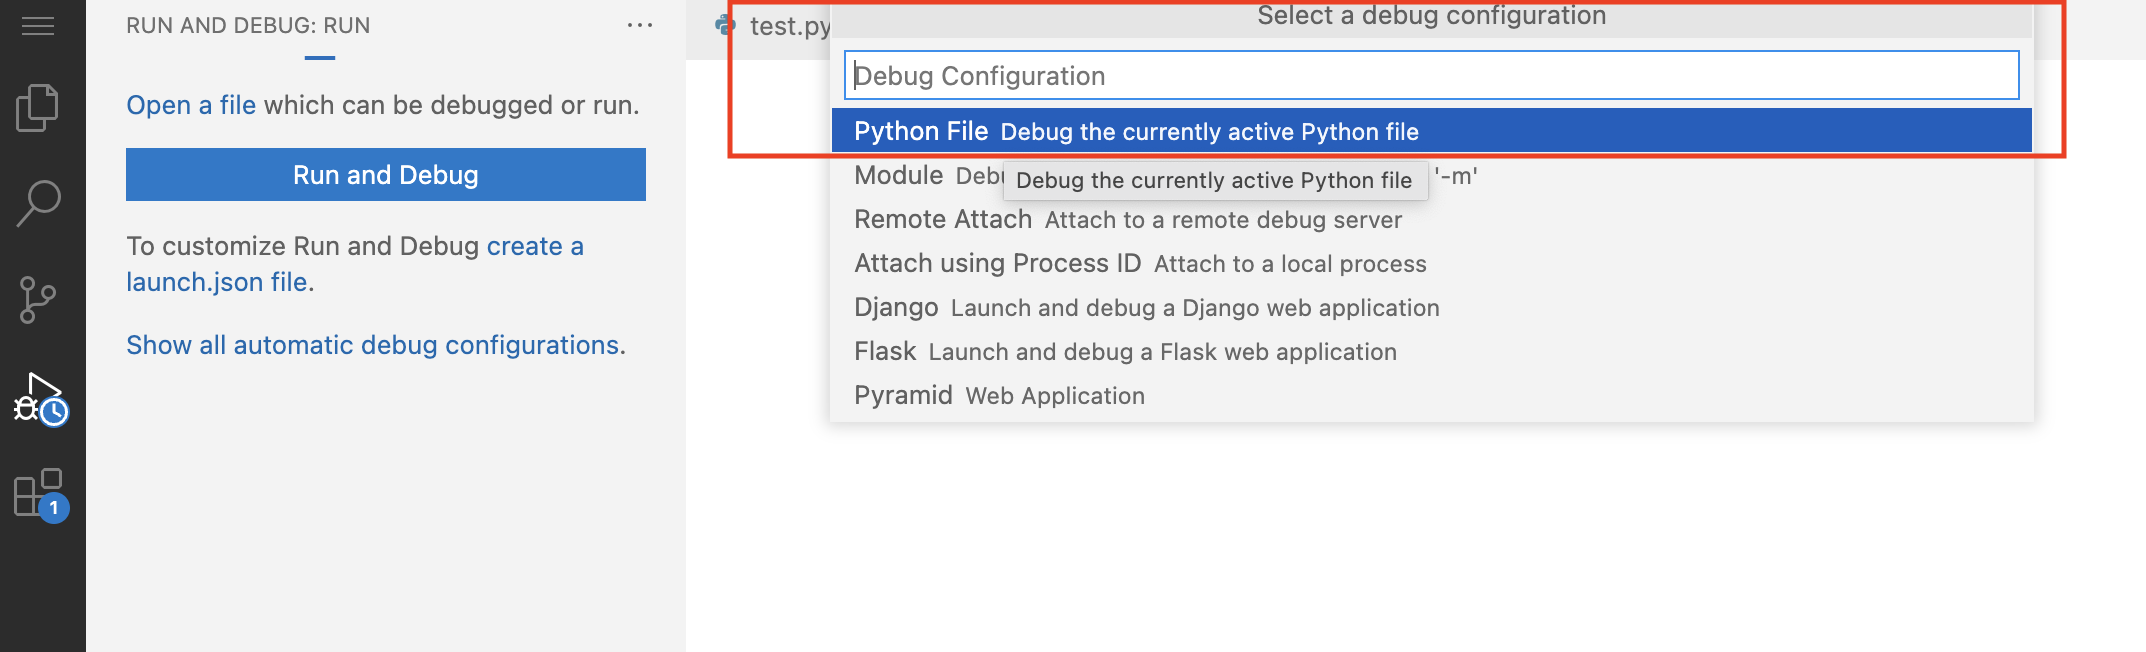 RUN AND DEBUG: RUN
...
Open a file which can be debugged or run.
Run and Debug
To customize Run and Debug create a
launch.json file.
Show all automatic debug configurations.
1
test.py
Select a debug configuration
Debug Configuration
Python File Debug the currently active Python file
Module '-m'
Debug the currently active Python file
Remote Attach Attach to a remote debug server
Attach using Process ID Attach to a local process
Django Launch and debug a Django web application
Flask Launch and debug a Flask web application
Pyramid Web Application